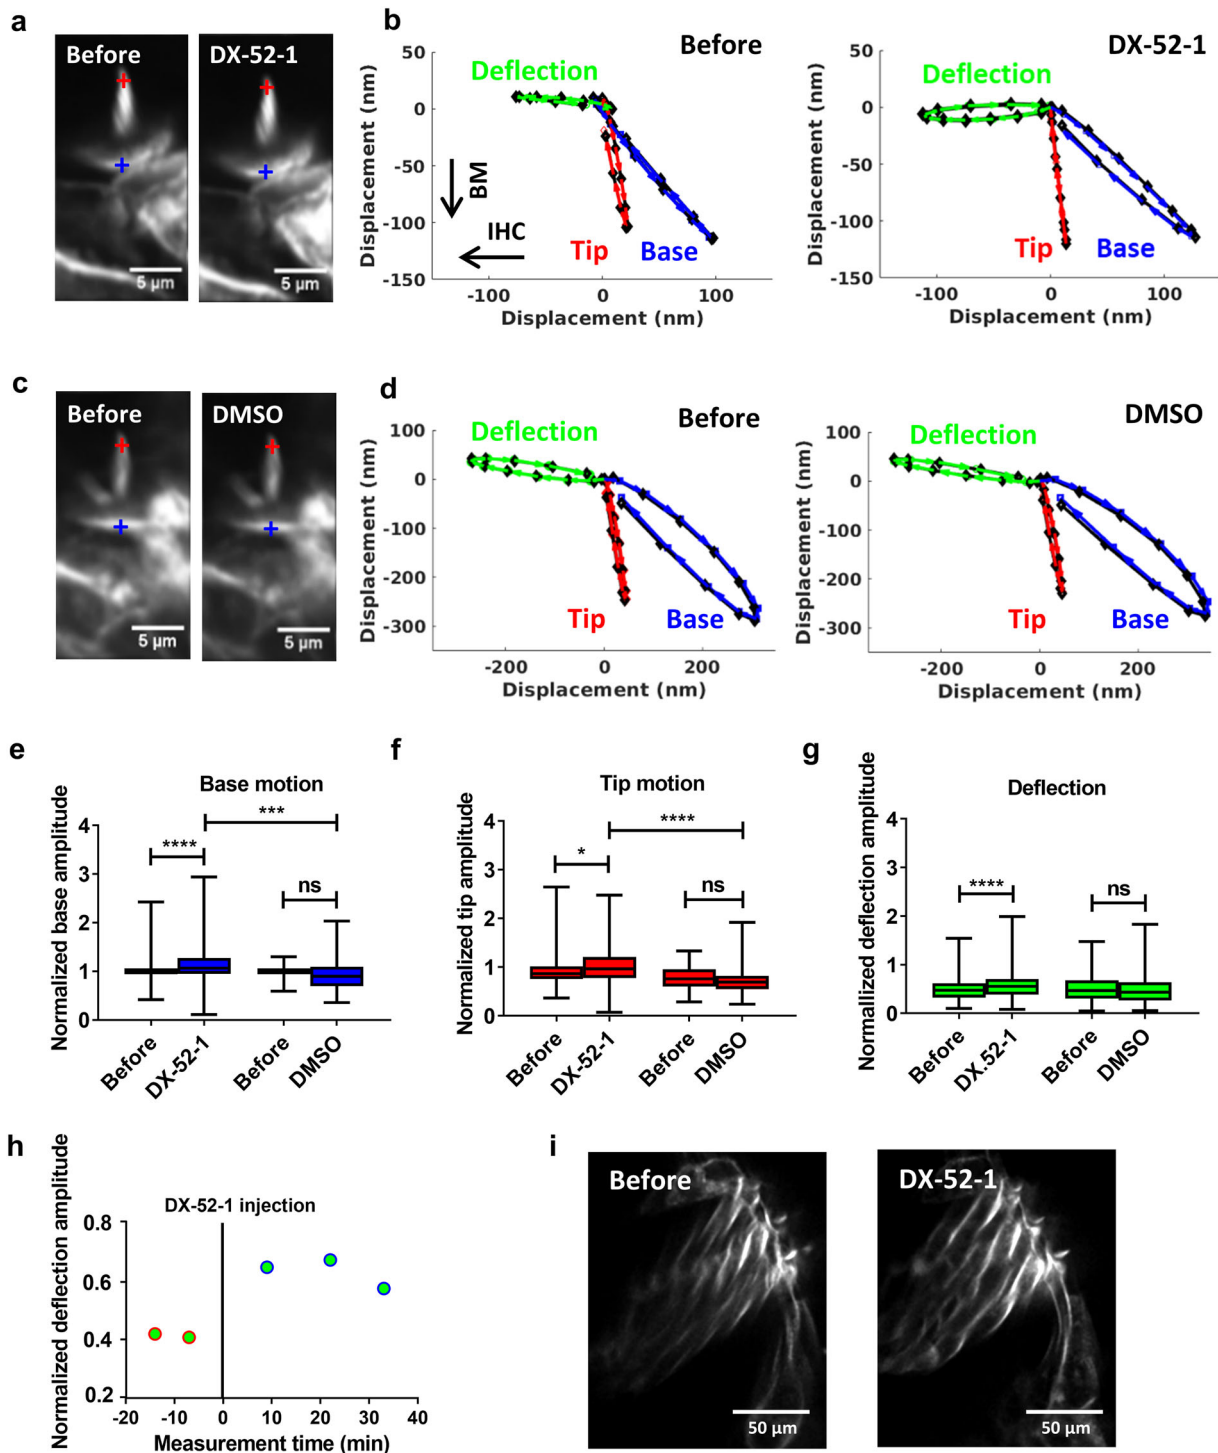 a
Before
DX-52-1
5 µm
5 µm
b
Before
Deflection
Displacement (nm)
50
0
-50
-100
-150
BM
IHC
Tip
Base
-100
0
100
Displacement (nm)
DX-52-1
Deflection
Displacement (nm)
50
0
-50
-100
-150
Tip
Base
-100
0
100
Displacement (nm)
c
Before
DMSO
5 µm
5 µm
d
Before
Deflection
Displacement (nm)
100
0
-100
-200
-300
Tip
Base
-200
0
200
Displacement (nm)
DMSO
Deflection
Displacement (nm)
100
0
-100
-200
-300
Tip
Base
-200
0
200
Displacement (nm)
e
Base motion
Normalized base amplitude
4
3
2
1
0
****
***
ns
Before
DX-52-1
Before
DMSO
f
Tip motion
Normalized tip amplitude
4
3
2
1
0
*
****
ns
Before
DX-52-1
Before
DMSO
g
Deflection
Normallized deflection amplitude
4
3
2
1
0
****
ns
Before
DX.52-1
Before
DMSO
h
DX-52-1 injection
Normalized deflection amplitude
0.8
0.6
0.4
0.2
-20
-10
0
10
20
30
40
Measurement time (min)
i
Before
DX-52-1
50 µm
50 µm